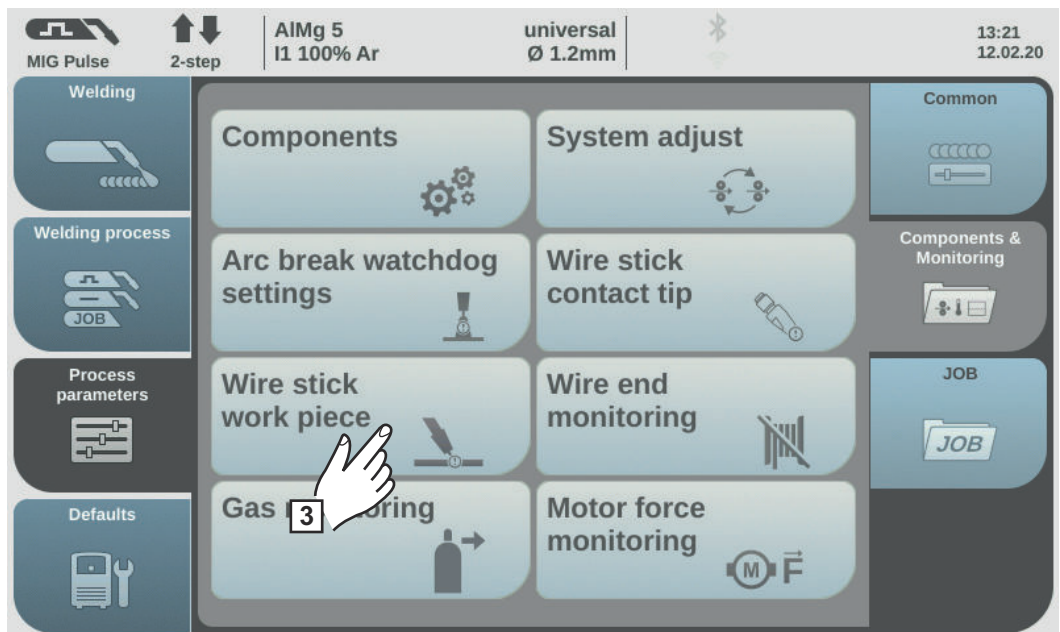 MIG Pulse
2-step
AlMg 5
I1 100% Ar
universal
Ø 1.2mm
13:21
12.02.20
Welding
Welding process
JOB
Process
parameters
Defaults
Components
System adjust
Arc break watchdog
settings
Wire stick
contact tip
Wire stick
work piece
Wire end
monitoring
Gas
3
Motor force
monitoring
M F
Common
Components &
Monitoring
JOB
JOB